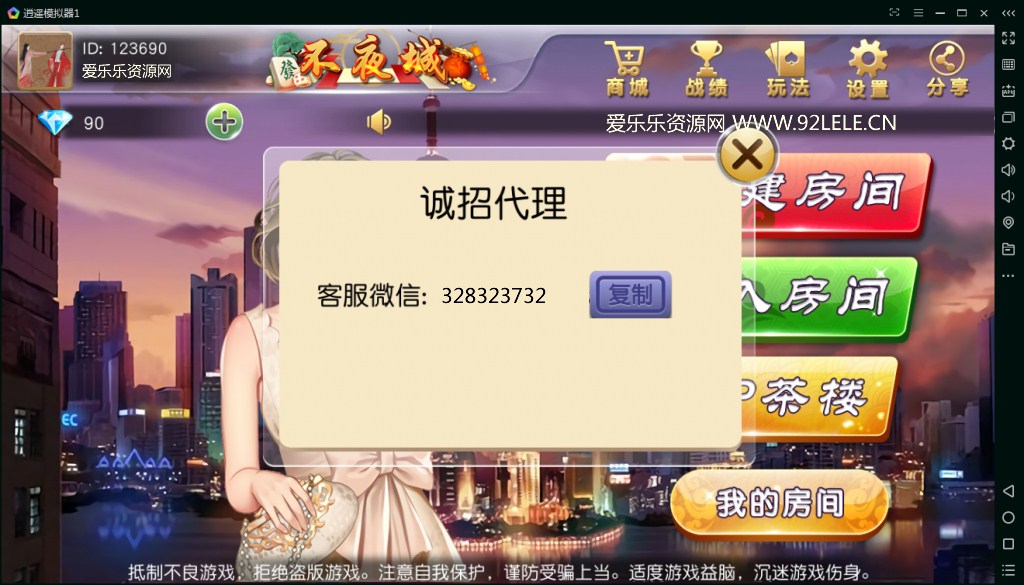 逍遥模拟器1
ID: 123690
爱乐乐资源网
發
不夜城
商城
战绩
玩法
设置
分享
90
爱乐乐资源网 WWW.92LELE.CN
诚招代理
建房间
客服微信: 328323732
复制
入房间
P茶楼
EC
我的房间
抵制不良游戏，拒绝盗版游戏。注意自我保护，谨防受骗上当。适度游戏益脑，沉迷游戏伤身。